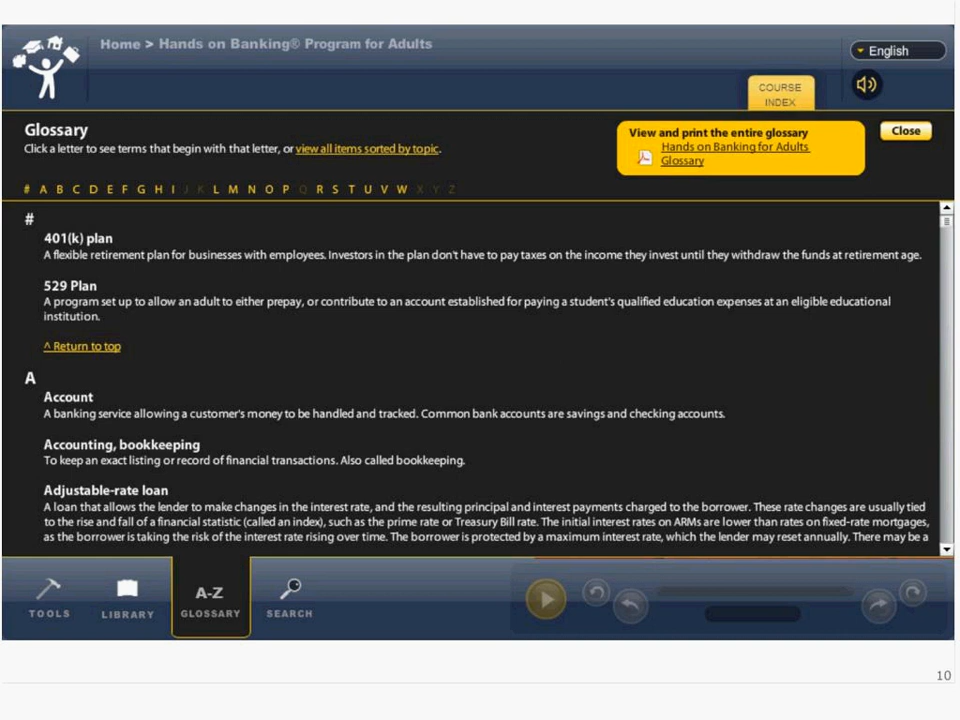 Home > Hands on Banking® Program for Adults
English
COURSE
INDEX
Glossary
Click a letter to see terms that begin with that letter, or view all items sorted by topic.
View and print the entire glossary
Hands on Banking for Adults
Glossary
Close
# A B C D E F G H I J K L M N O P Q R S T U V W X Y Z
#
401(k) plan
A flexible retirement plan for businesses with employees. Investors in the plan don't have to pay taxes on the income they invest until they withdraw the funds at retirement age.
529 Plan
A program set up to allow an adult to either prepay, or contribute to an account established for paying a student's qualified education expenses at an eligible educational
institution.
^ Return to top
A
Account
A banking service allowing a customer's money to be handled and tracked. Common bank accounts are savings and checking accounts.
Accounting, bookkeeping
To keep an exact listing or record of financial transactions. Also called bookkeeping.
Adjustable-rate loan
A loan that allows the lender to make changes in the interest rate, and the resulting principal and interest payments charged to the borrower. These rate changes are usually tied
to the rise and fall of a financial statistic (called an index), such as the prime rate or Treasury Bill rate. The initial interest rates on ARMs are lower than rates on fixed-rate mortgages,
as the borrower is taking the risk of the interest rate rising over time. The borrower is protected by a maximum interest rate, which the lender may reset annually. There may be a
TOOLS
LIBRARY
A-Z
GLOSSARY
SEARCH
10